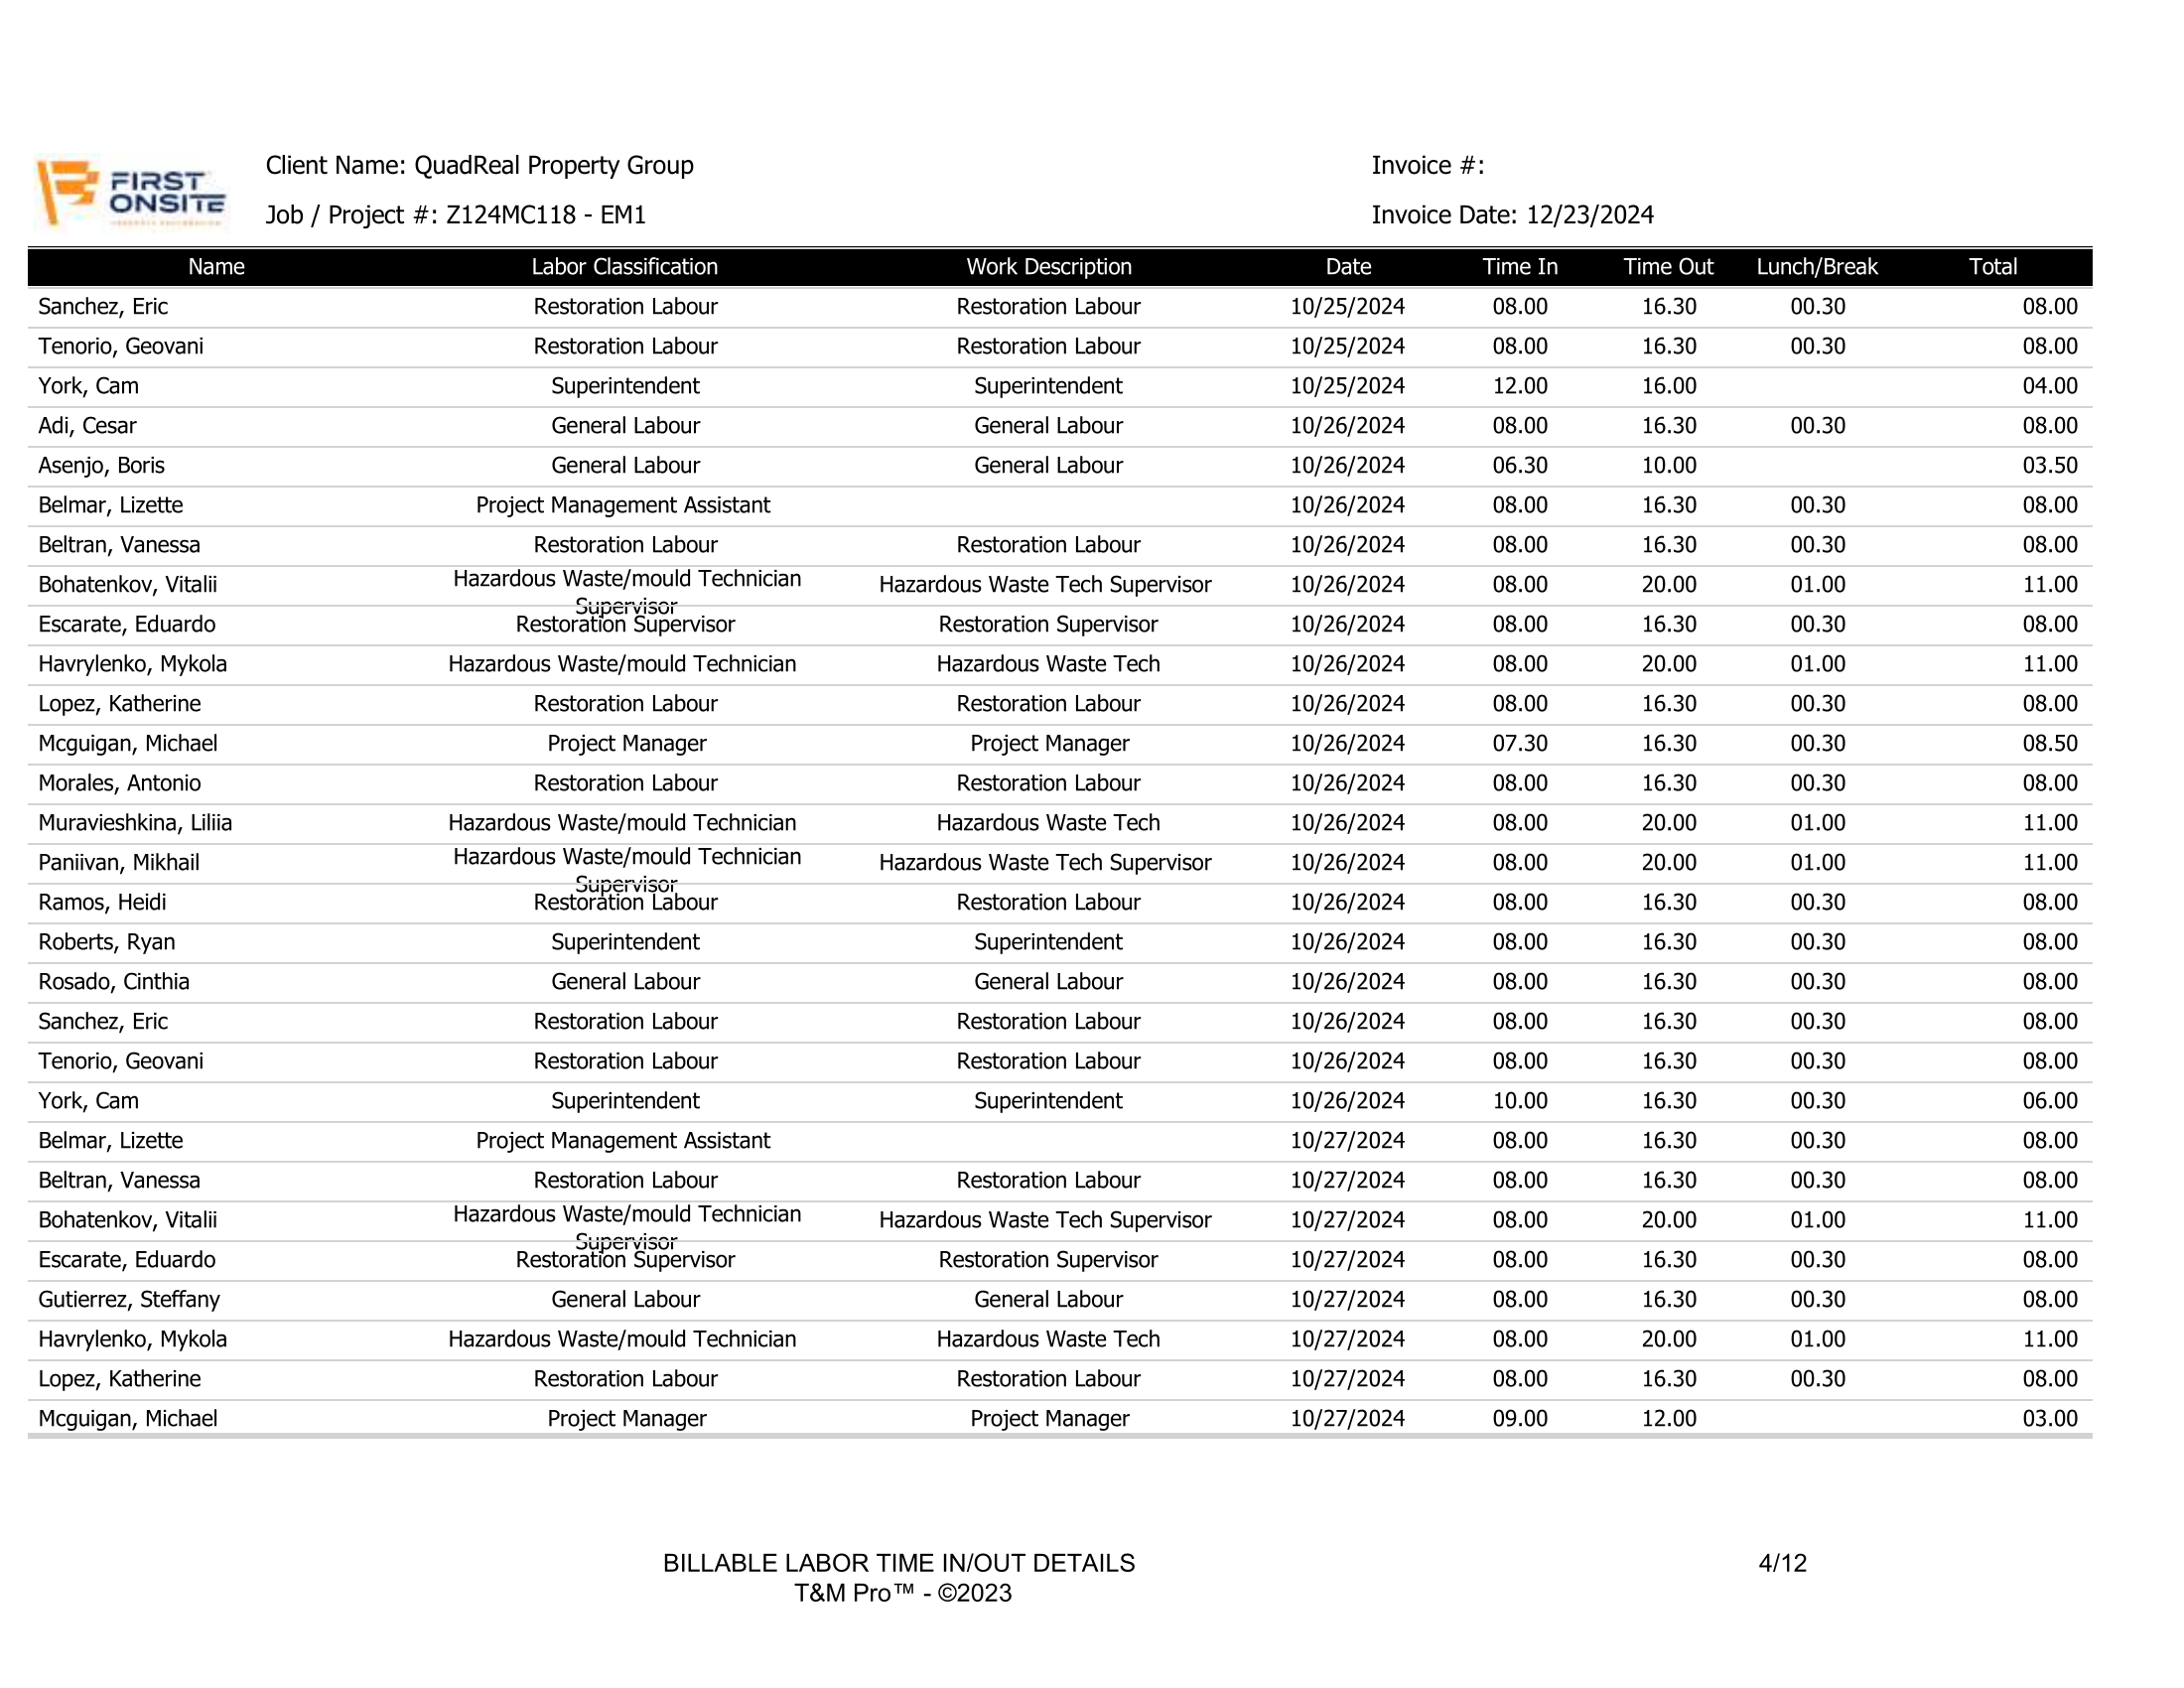 FIRST
ONSITE
Client Name: QuadReal Property Group
Invoice #:
Job / Project #: Z124MC118 - EM1
Invoice Date: 12/23/2024
Name Labor Classification Work Description Date Time In Time Out Lunch/Break Total
Sanchez, Eric Restoration Labour Restoration Labour 10/25/2024 08.00 16.30 00.30 08.00
Tenorio, Geovani Restoration Labour Restoration Labour 10/25/2024 08.00 16.30 00.30 08.00
York, Cam Superintendent Superintendent 10/25/2024 12.00 16.00 04.00
Adi, Cesar General Labour General Labour 10/26/2024 08.00 16.30 00.30 08.00
Asenjo, Boris General Labour General Labour 10/26/2024 06.30 10.00 03.50
Belmar, Lizette Project Management Assistant 10/26/2024 08.00 16.30 00.30 08.00
Beltran, Vanessa Restoration Labour Restoration Labour 10/26/2024 08.00 16.30 00.30 08.00
Bohatenkov, Vitalii Hazardous Waste/mould Technician Hazardous Waste Tech Supervisor 10/26/2024 08.00 20.00 01.00 11.00
Supervisor
Escarate, Eduardo Restoration Supervisor Restoration Supervisor 10/26/2024 08.00 16.30 00.30 08.00
Havrylenko, Mykola Hazardous Waste/mould Technician Hazardous Waste Tech 10/26/2024 08.00 20.00 01.00 11.00
Lopez, Katherine Restoration Labour Restoration Labour 10/26/2024 08.00 16.30 00.30 08.00
Mcguigan, Michael Project Manager Project Manager 10/26/2024 07.30 16.30 00.30 08.50
Morales, Antonio Restoration Labour Restoration Labour 10/26/2024 08.00 16.30 00.30 08.00
Muravieshkina, Liliia Hazardous Waste/mould Technician Hazardous Waste Tech 10/26/2024 08.00 20.00 01.00 11.00
Paniivan, Mikhail Hazardous Waste/mould Technician Hazardous Waste Tech Supervisor 10/26/2024 08.00 20.00 01.00 11.00
Supervisor
Ramos, Heidi Restoration Labour Restoration Labour 10/26/2024 08.00 16.30 00.30 08.00
Roberts, Ryan Superintendent Superintendent 10/26/2024 08.00 16.30 00.30 08.00
Rosado, Cinthia General Labour General Labour 10/26/2024 08.00 16.30 00.30 08.00
Sanchez, Eric Restoration Labour Restoration Labour 10/26/2024 08.00 16.30 00.30 08.00
Tenorio, Geovani Restoration Labour Restoration Labour 10/26/2024 08.00 16.30 00.30 08.00
York, Cam Superintendent Superintendent 10/26/2024 10.00 16.30 00.30 06.00
Belmar, Lizette Project Management Assistant 10/27/2024 08.00 16.30 00.30 08.00
Beltran, Vanessa Restoration Labour Restoration Labour 10/27/2024 08.00 16.30 00.30 08.00
Bohatenkov, Vitalii Hazardous Waste/mould Technician Hazardous Waste Tech Supervisor 10/27/2024 08.00 20.00 01.00 11.00
Supervisor
Escarate, Eduardo Restoration Supervisor Restoration Supervisor 10/27/2024 08.00 16.30 00.30 08.00
Gutierrez, Steffany General Labour General Labour 10/27/2024 08.00 16.30 00.30 08.00
Havrylenko, Mykola Hazardous Waste/mould Technician Hazardous Waste Tech 10/27/2024 08.00 20.00 01.00 11.00
Lopez, Katherine Restoration Labour Restoration Labour 10/27/2024 08.00 16.30 00.30 08.00
Mcguigan, Michael Project Manager Project Manager 10/27/2024 09.00 12.00 03.00
BILLABLE LABOR TIME IN/OUT DETAILS 4/12
T&M Pro™ - ©2023